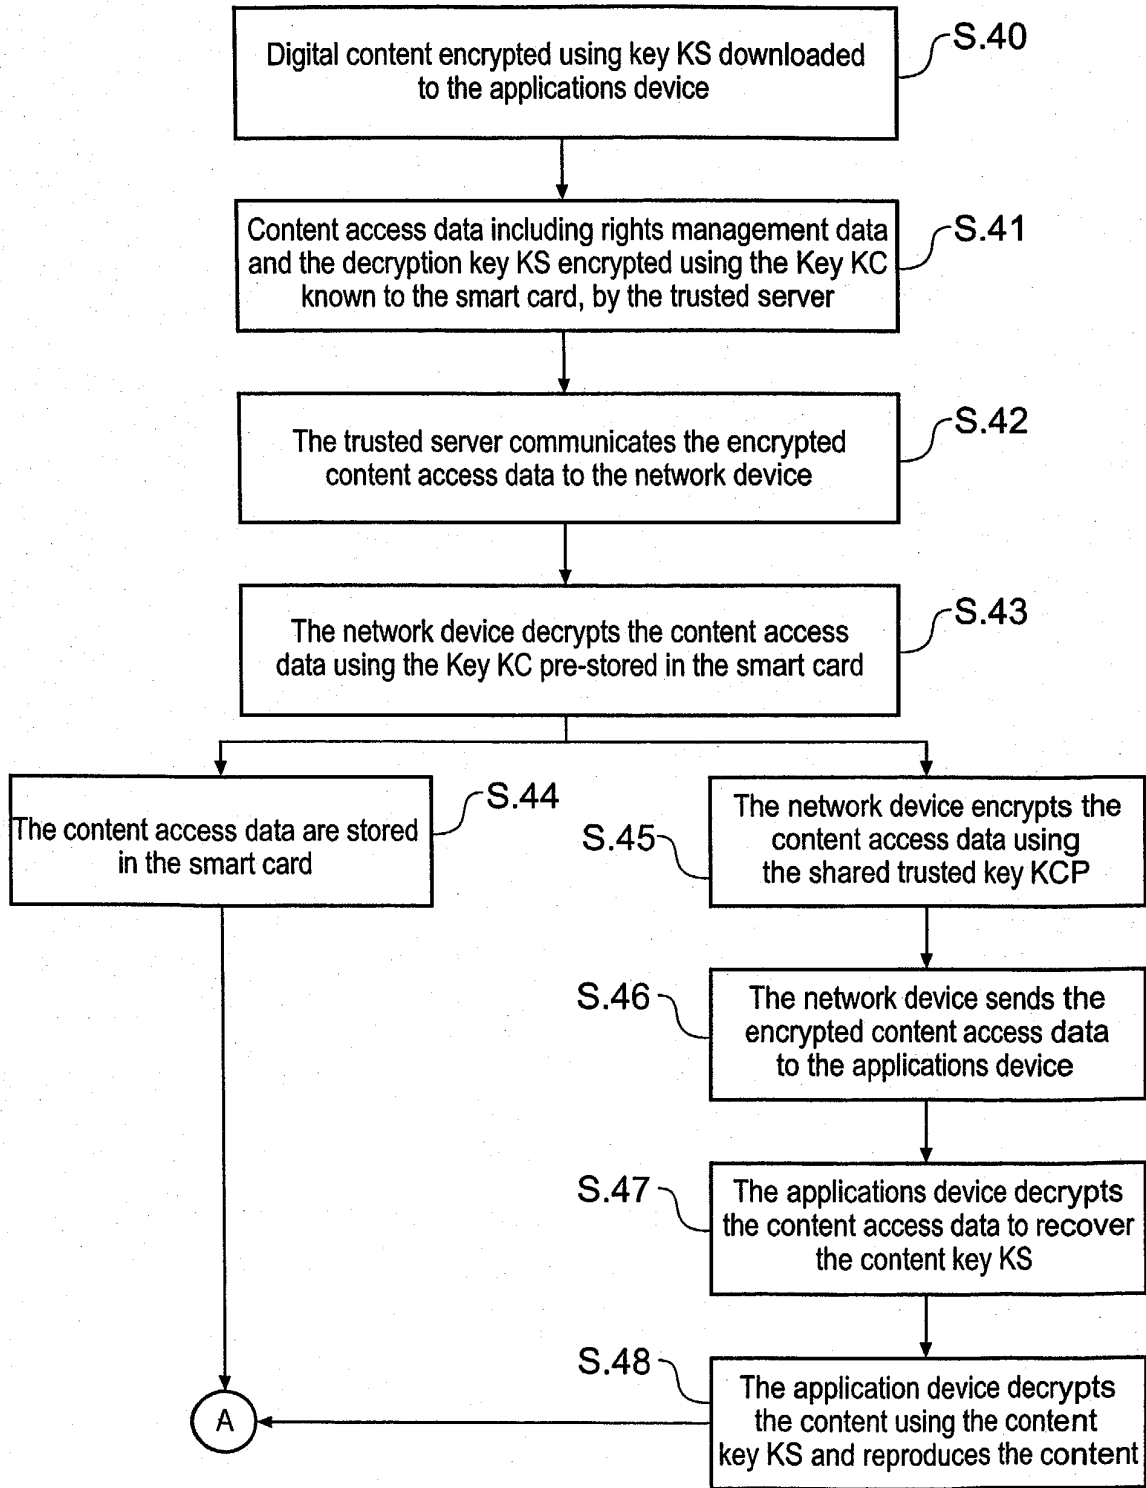 Digital content encrypted using key KS downloaded
to the applications device
S.40
Content access data including rights management data
and the decryption key KS encrypted using the Key KC
known to the smart card, by the trusted server
S.41
The trusted server communicates the encrypted
content access data to the network device
S.42
The network device decrypts the content access
data using the Key KC pre-stored in the smart card
S.43
The content access data are stored
in the smart card
S.44
The network device encrypts the
content access data using
the shared trusted key KCP
S.45
The network device sends the
encrypted content access data
to the applications device
S.46
The applications device decrypts
the content access data to recover
the content key KS
S.47
The application device decrypts
the content using the content
key KS and reproduces the content
S.48
A